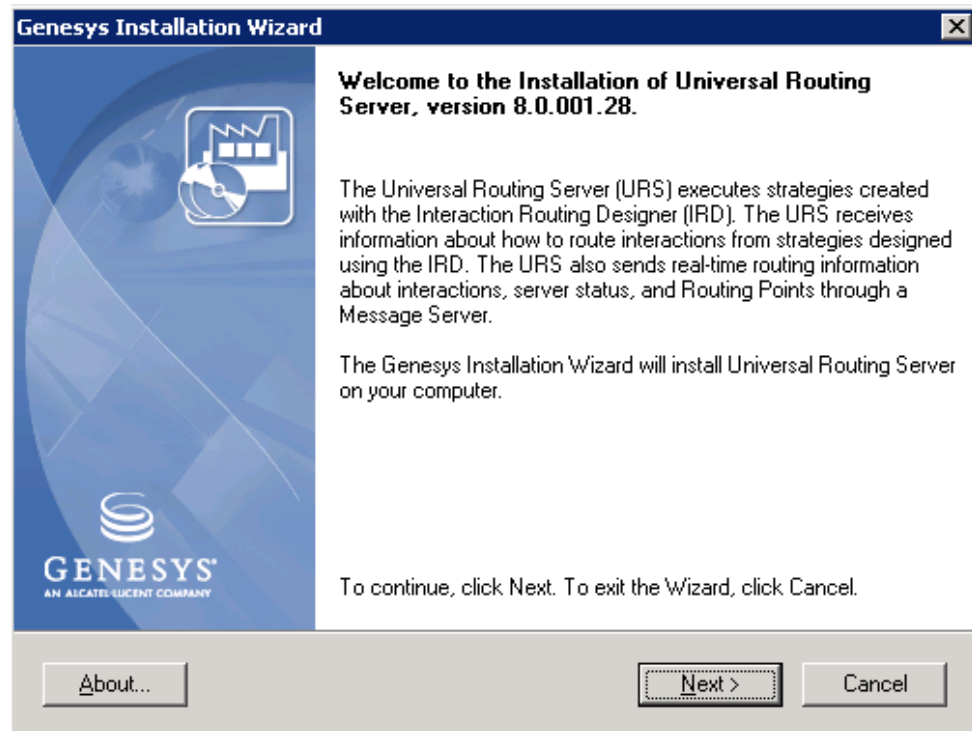 Genesys Installation Wizard
Welcome to the Installation of Universal Routing
Server, version 8.0.001.28.
The Universal Routing Server (URS) executes strategies created
with the Interaction Routing Designer (IRD). The URS receives
information about how to route interactions from strategies designed
using the IRD. The URS also sends real-time routing information
about interactions, server status, and Routing Points through a
Message Server.
The Genesys Installation Wizard will install Universal Routing Server
on your computer.
GENESYS
AN ALCATEL-LUCENT COMPANY
To continue, click Next. To exit the Wizard, click Cancel.
About...
Next >
Cancel